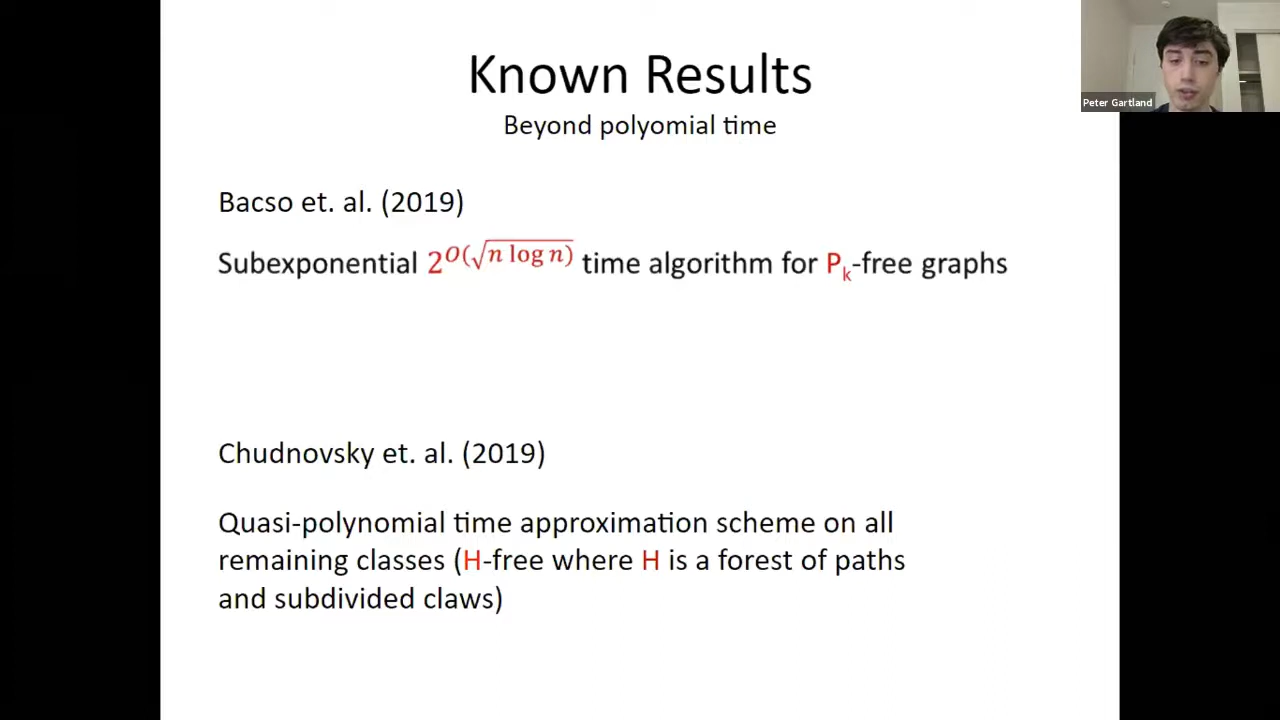 Known Results
Beyond polyomial time
Peter Gartland
Bacso et. al. (2019)
Subexponential 2^{O(√(n log n))} time algorithm for P_k-free graphs
Chudnovsky et. al. (2019)
Quasi-polynomial time approximation scheme on all
remaining classes (H-free where H is a forest of paths
and subdivided claws)